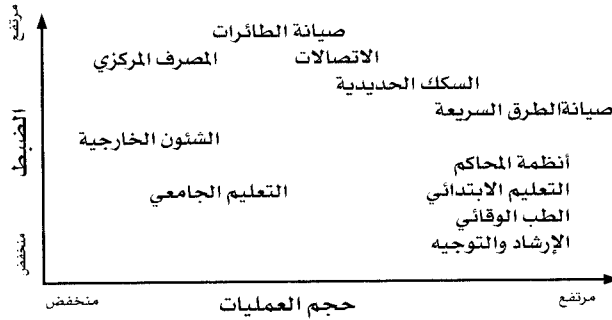 مرتفع
صيانة الطائرات
المصرف المركزي
الاتصالات
السكك الحديدية
صيانة الطرق السريعة
الضبط
الشئون الخارجية
أنظمة المحاكم
التعليم الابتدائي
التعليم الجامعي
الطب الوقائي
الإرشاد والتوجيه
منخفض
مرتفع
حجم العمليات
منخفض